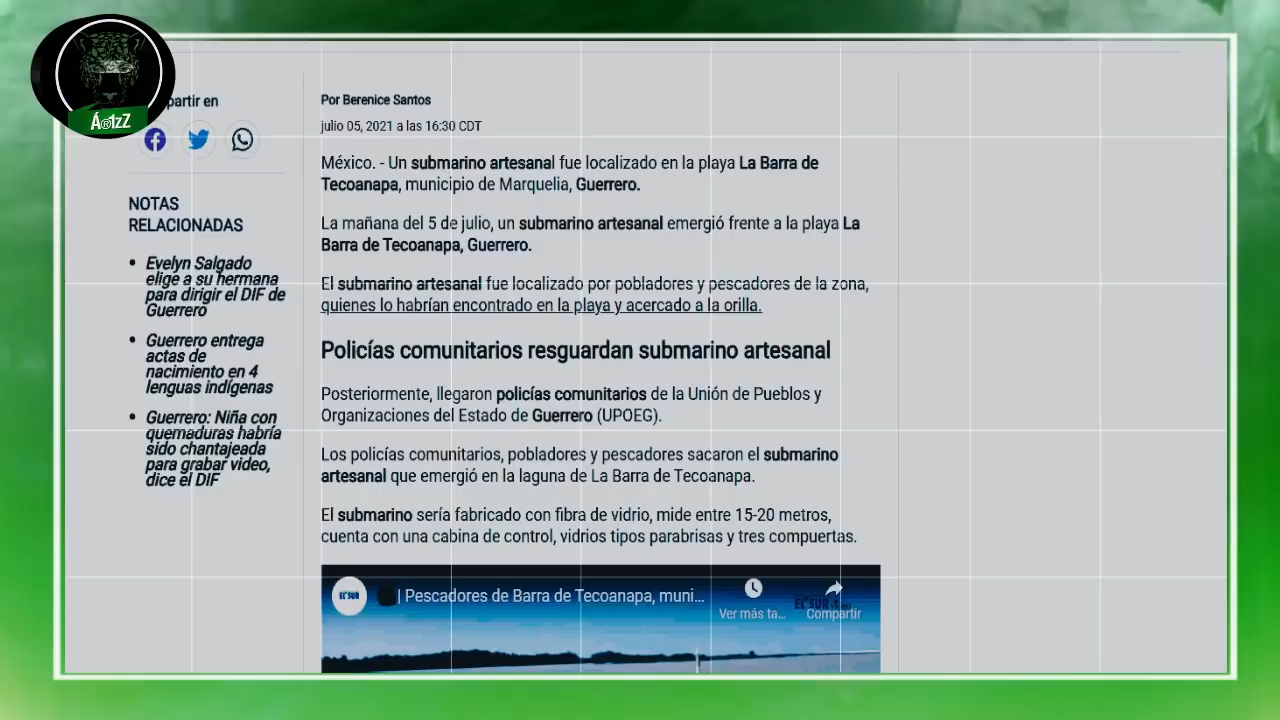 Á®1zZ
partir en
NOTAS
RELACIONADAS
• Evelyn Salgado
elige a su hermana
para dirigir el DIF de
Guerrero
• Guerrero entrega
actas de
nacimiento en 4
lenguas indígenas
• Guerrero: Niña con
quemaduras habría
sido chantajeada
para grabar video,
dice el DIF
Por Berenice Santos
julio 05, 2021 a las 16:30 CDT
México. - Un submarino artesanal fue localizado en la playa La Barra de
Tecoanapa, municipio de Marquelia, Guerrero.
La mañana del 5 de julio, un submarino artesanal emergió frente a la playa La
Barra de Tecoanapa, Guerrero.
El submarino artesanal fue localizado por pobladores y pescadores de la zona,
quienes lo habrían encontrado en la playa y acercado a la orilla.
Policías comunitarios resguardan submarino artesanal
Posteriormente, llegaron policías comunitarios de la Unión de Pueblos y
Organizaciones del Estado de Guerrero (UPOEG).
Los policías comunitarios, pobladores y pescadores sacaron el submarino
artesanal que emergió en la laguna de La Barra de Tecoanapa.
El submarino sería fabricado con fibra de vidrio, mide entre 15-20 metros,
cuenta con una cabina de control, vidrios tipos parabrisas y tres compuertas.
EL SUR
| Pescadores de Barra de Tecoanapa, muni...
Ver más ta...
Compartir
EL SUR